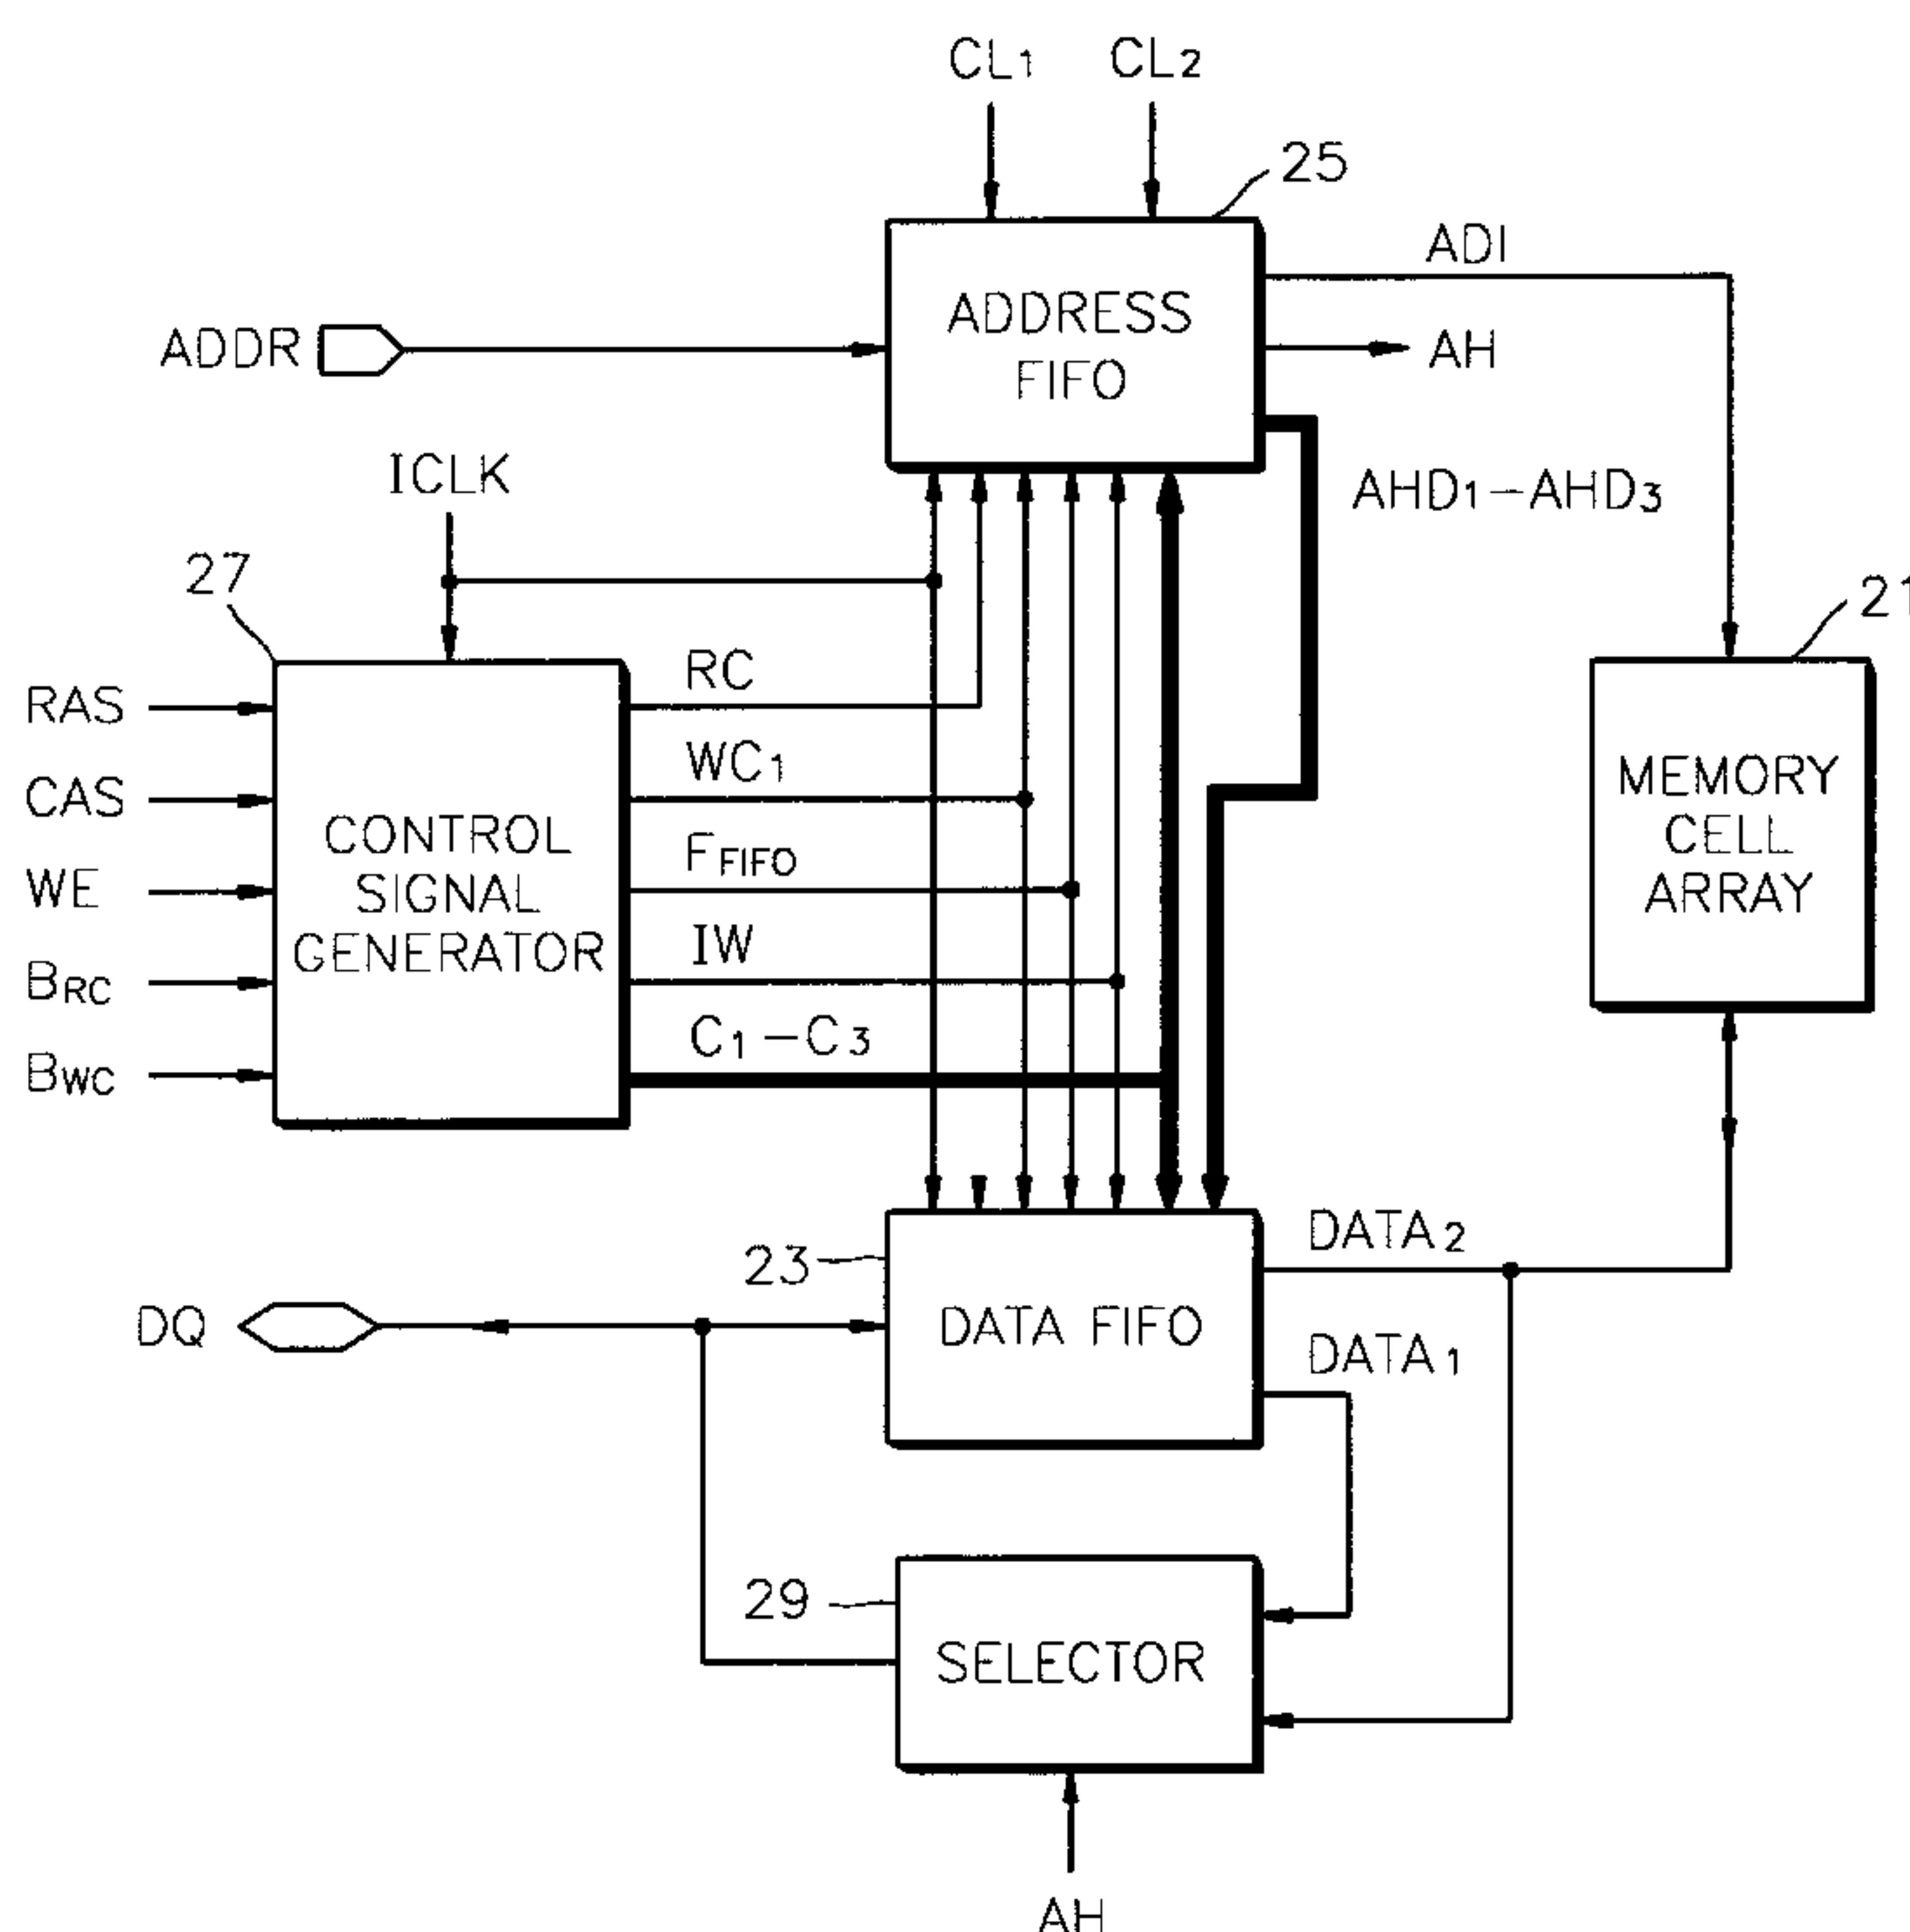 CL1 CL2
25
ADI
ADDRESS
FIFO
ADDR
AH
ICLK
AHD1-AHD3
27
21
RC
RAS
WC1
CAS
MEMORY
CELL
ARRAY
CONTROL
SIGNAL
GENERATOR
FFIFO
WE
IW
BRC
C1-C3
BWC
DATA2
23
DQ
DATA FIFO
DATA1
29
SELECTOR
AH